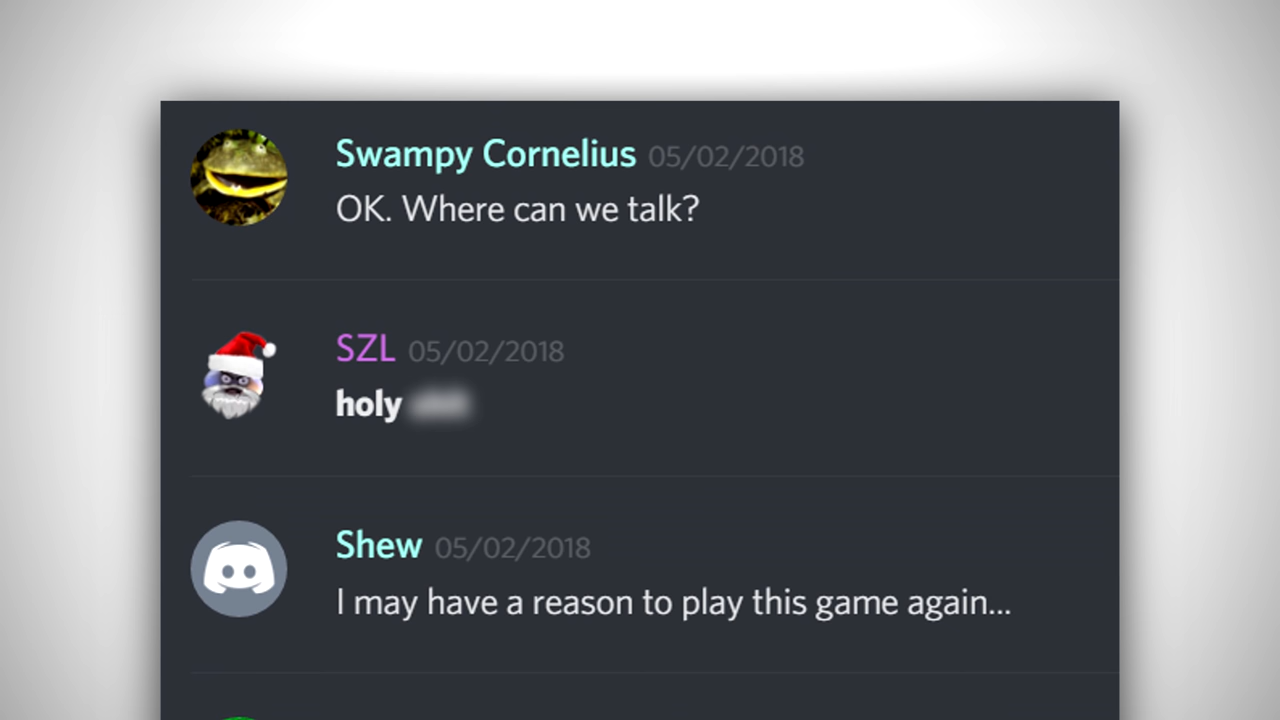 Swampy Cornelius 05/02/2018
OK. Where can we talk?
SZL 05/02/2018
holy
Shew 05/02/2018
I may have a reason to play this game again...